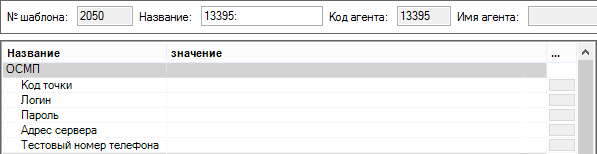 № шаблона: 2050 Название: 13395: Код агента: 13395 Имя агента:
Название значение ...
ОСМП
Код точки
Логин
Пароль
Адрес сервера
Тестовый номер телефона